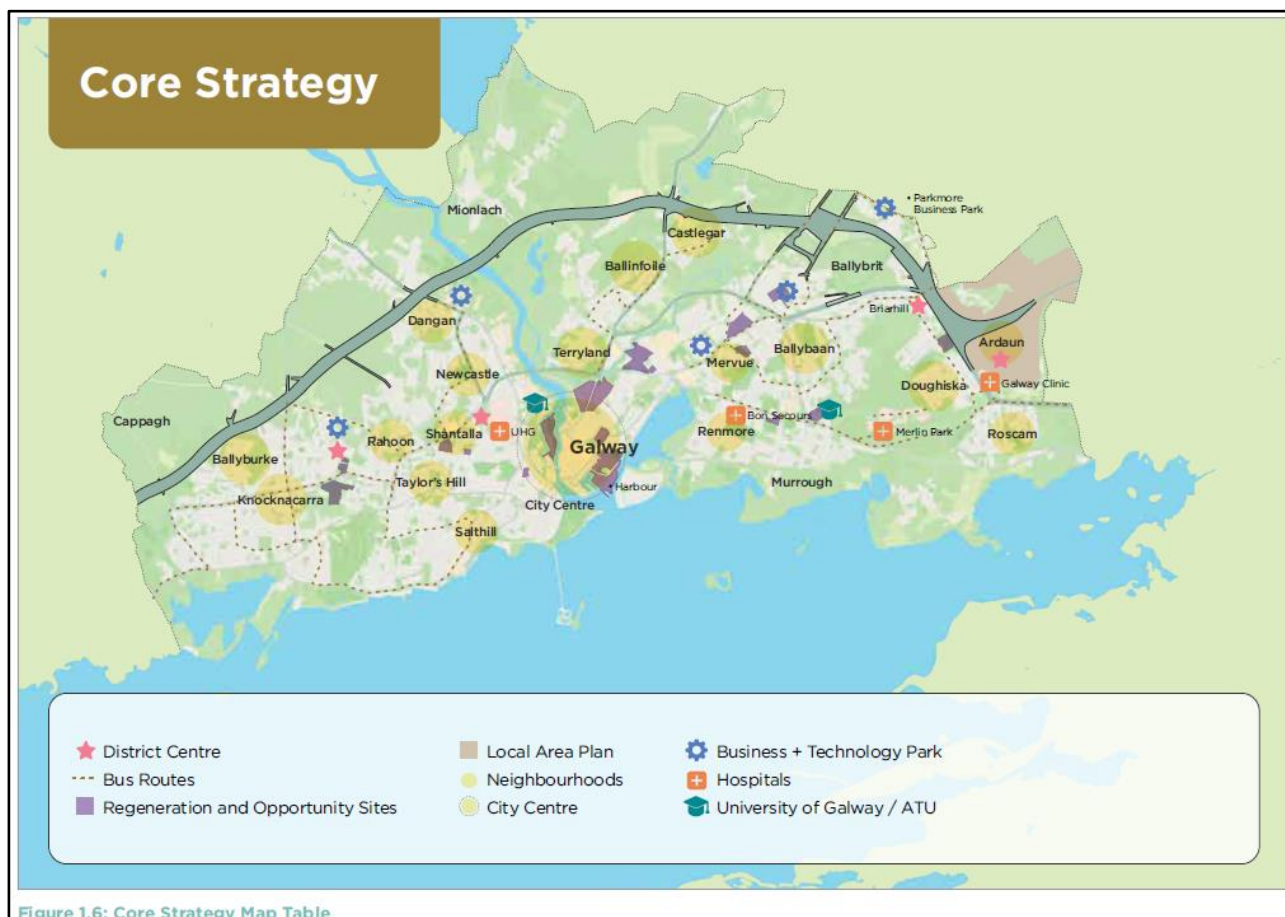 Core Strategy
Mionlach
• Parkmore
Business Park
Castlegar
Ballinfoile
Ballybrit
Briarhill
Dangan
Terryland
Mervue
Ballybaan
Ardaun
Newcastle
Doughiska
Galway Clinic
Cappagh
Shantalla
UHG
Bon Secours
Rahoon
Galway
Renmore
Merlin Park
Roscam
Ballyburke
Taylor's Hill
Knocknacarra
• Harbour
Murrough
City Centre
Salthill
District Centre
Bus Routes
Regeneration and Opportunity Sites
Local Area Plan
Neighbourhoods
City Centre
Business + Technology Park
Hospitals
University of Galway / ATU
Figure 1.6: Core Strategy Map Table